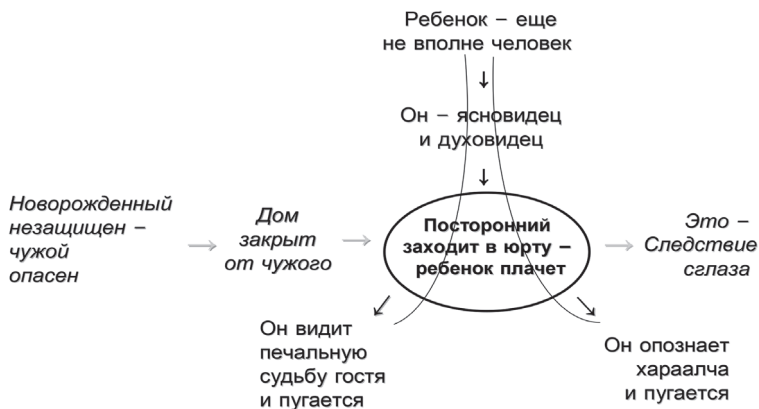 Ребенок – еще
не вполне человек
Он – ясновидец
и духовидец
Новорожденный
незащищен –
чужой
опасен
Дом
закрыт
от чужого
Посторонний
заходит в юрту –
ребенок плачет
Это –
Следствие
сглаза
Он видит
печальную
судьбу гостя
и пугается
Он опознает
хараалча
и пугается